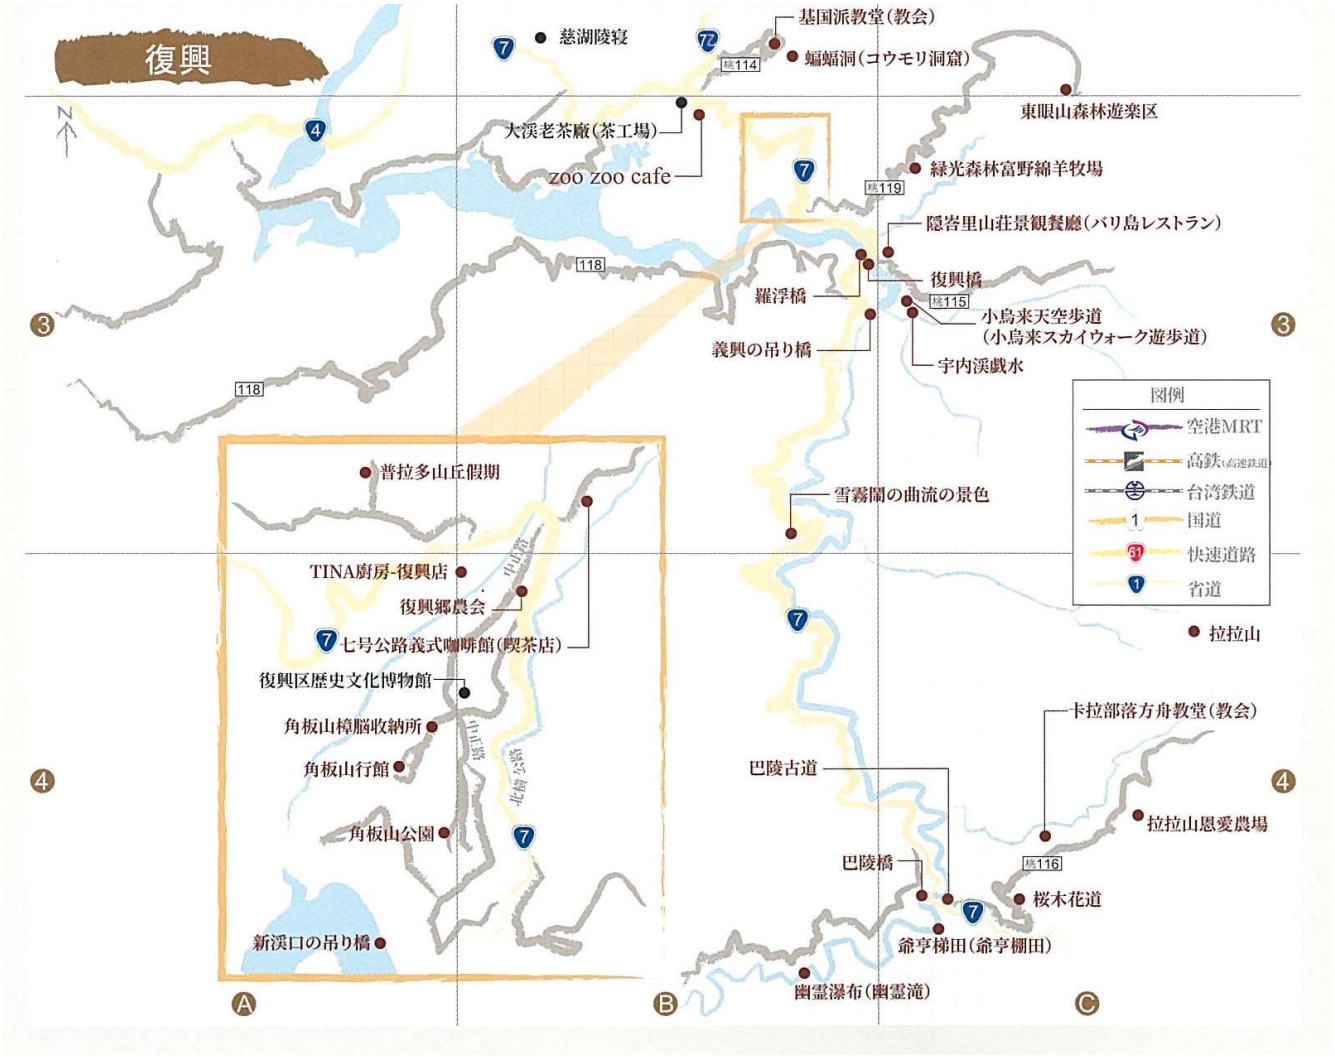 復興
基国派教堂(教会)
7
慈湖陵寝
7乙
桃114
蝙蝠洞(コウモリ洞窟)
東眼山森林遊楽区
N
4
大渓老茶廠(茶工場)
zoo zoo cafe
7
緑光森林富野綿羊牧場
桃119
隠峇里山荘景観餐廳(バリ島レストラン)
118
復興橋
羅浮橋
桃115
小烏来天空歩道
(小烏来スカイウォーク遊歩道)
3
3
義興の吊り橋
宇内渓戯水
118
図例
空港MRT
高鉄(高速鉄道)
台湾鉄道
1
国道
61
快速道路
1
省道
普拉多山丘假期
雪霧鬧の曲流の景色
中正路
TINA廚房-復興店
復興郷農会
7
七号公路義式咖啡館(喫茶店)
7
拉拉山
復興区歴史文化博物館
卡拉部落方舟教堂(教会)
角板山樟脳収納所
中正路
角板山行館
北横公路
巴陵古道
4
4
角板山公園
7
拉拉山恩愛農場
巴陵橋
桃116
桜木花道
7
新渓口の吊り橋
爺亨梯田(爺亨棚田)
幽霊瀑布(幽霊滝)
A
B
C